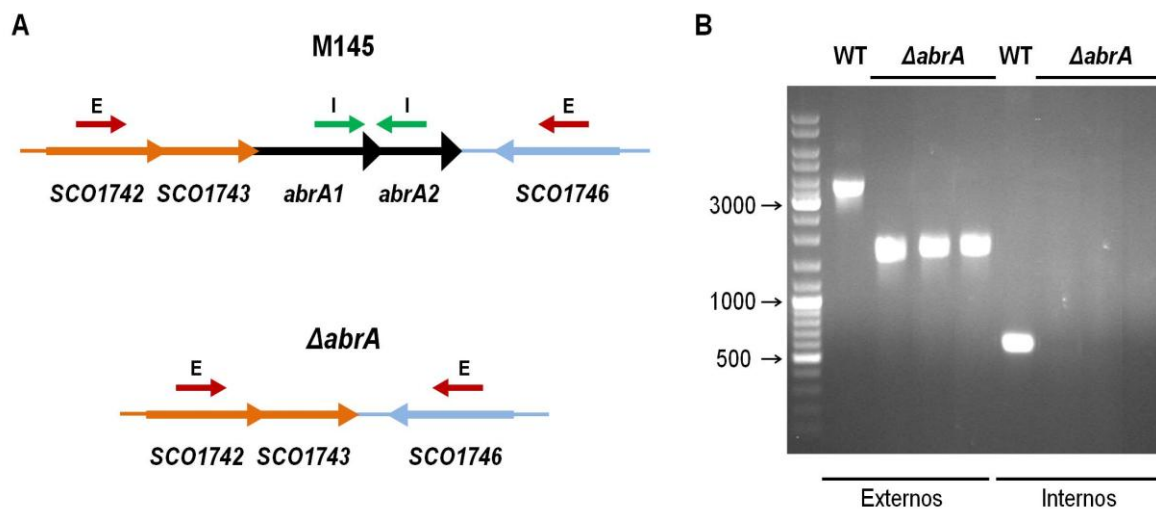 A
M145
E I I E
SCO1742 SCO1743 abrA1 abrA2 SCO1746
ΔabrA
E E
SCO1742 SCO1743 SCO1746
B
WT ΔabrA WT ΔabrA
3000 →
1000 →
500 →
Externos Internos